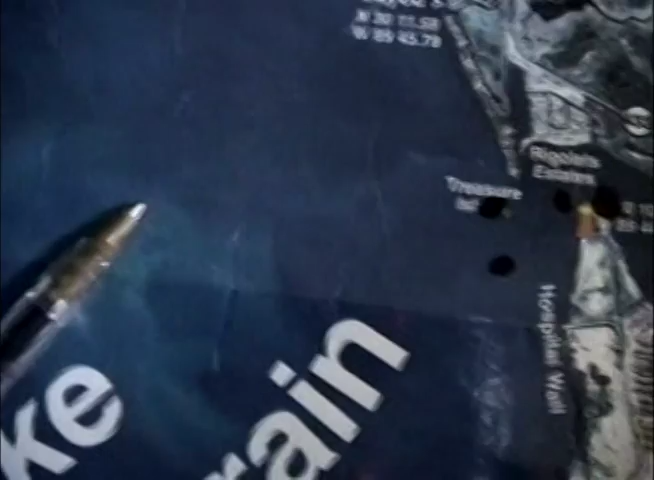 N 30 11.58
W 89 45.79
Rigolets
Estates
Treasure
Isl
Hospital Wall
ke
rain